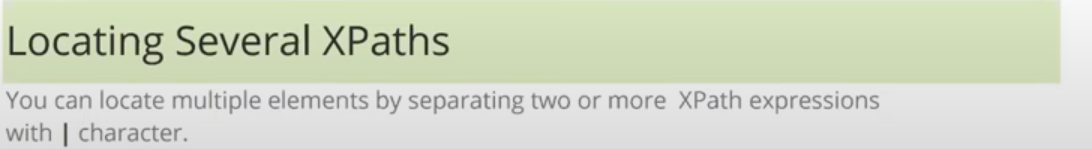 Locating Several XPaths
You can locate multiple elements by separating two or more  XPath expressions
with | character.